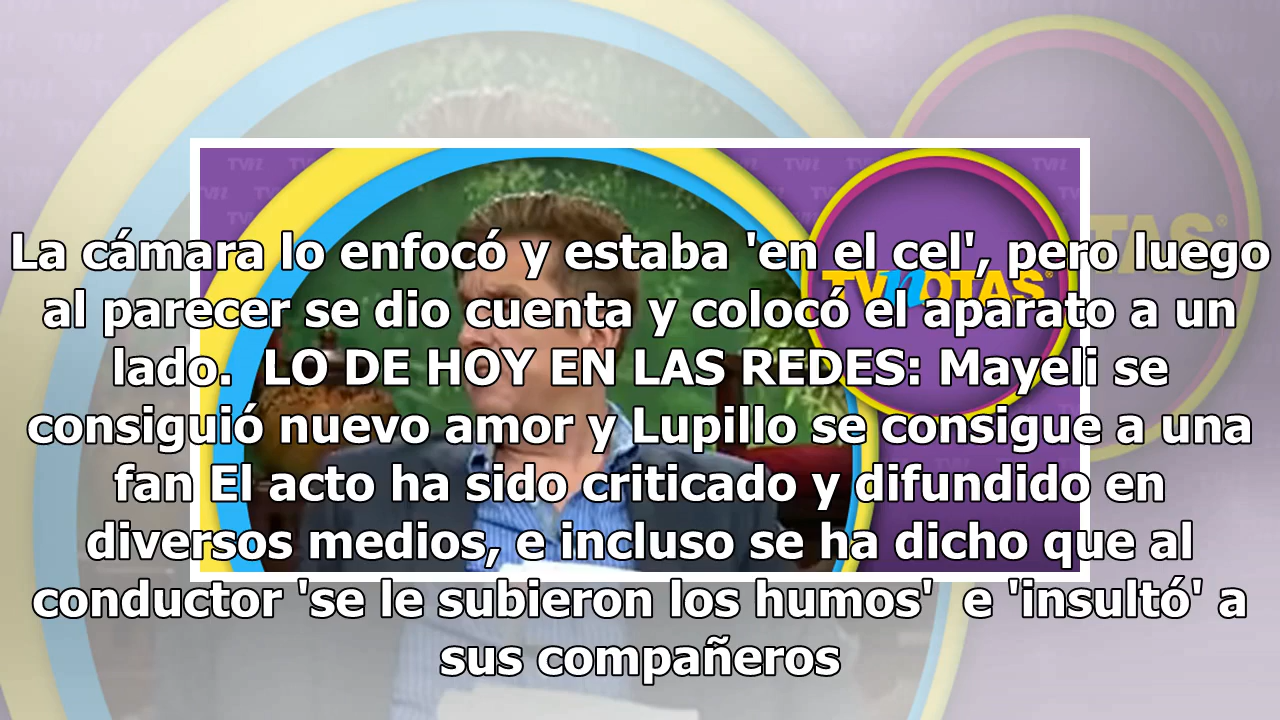 La cámara lo enfocó y estaba 'en el cel', pero luego
al parecer se dio cuenta y colocó el aparato a un
lado.  LO DE HOY EN LAS REDES: Mayeli se
consiguió nuevo amor y Lupillo se consigue a una
fan El acto ha sido criticado y difundido en
diversos medios, e incluso se ha dicho que al
conductor 'se le subieron los humos'  e 'insultó' a
sus compañeros
TVNOTAS